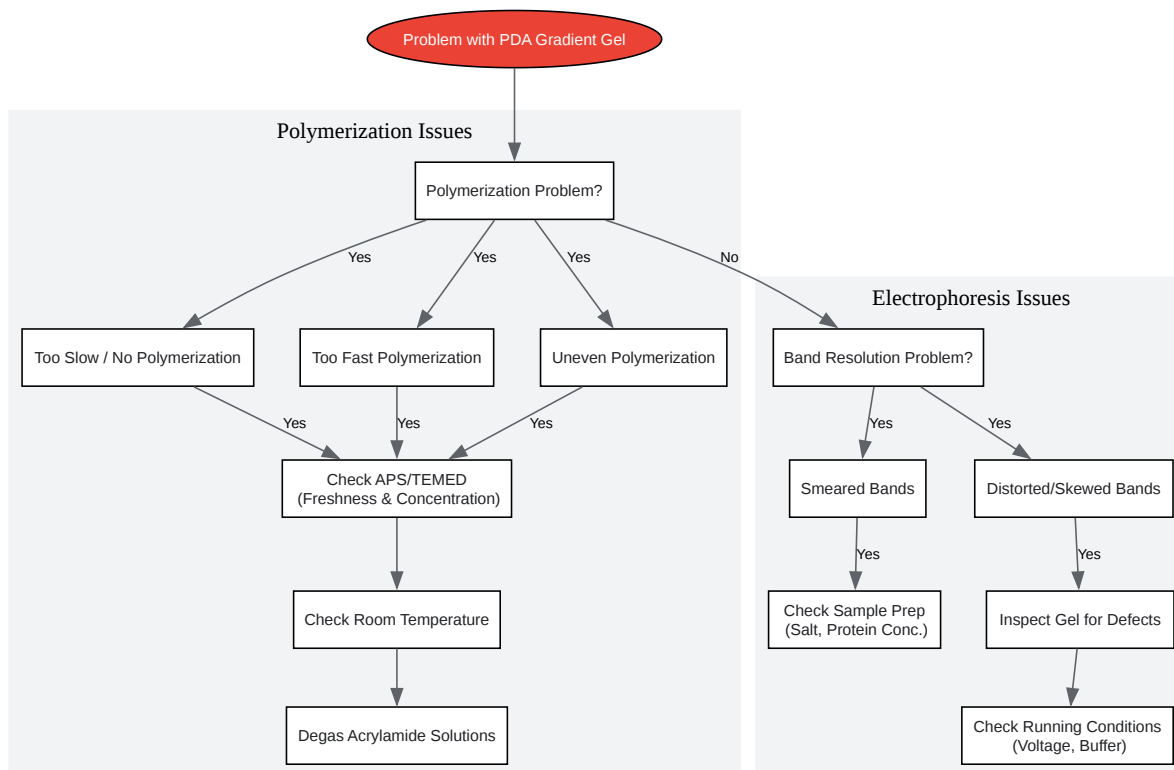 Problem with PDA Gradient Gel
Polymerization Issues
Polymerization Problem?
Yes
Yes
Yes
No
Electrophoresis Issues
Too Slow / No Polymerization
Too Fast Polymerization
Uneven Polymerization
Band Resolution Problem?
Yes
Yes
Yes
Yes
Yes
Check APS/TEMED
(Freshness & Concentration)
Smeared Bands
Distorted/Skewed Bands
Yes
Yes
Check Room Temperature
Check Sample Prep
(Salt, Protein Conc.)
Inspect Gel for Defects
Degas Acrylamide Solutions
Check Running Conditions
(Voltage, Buffer)